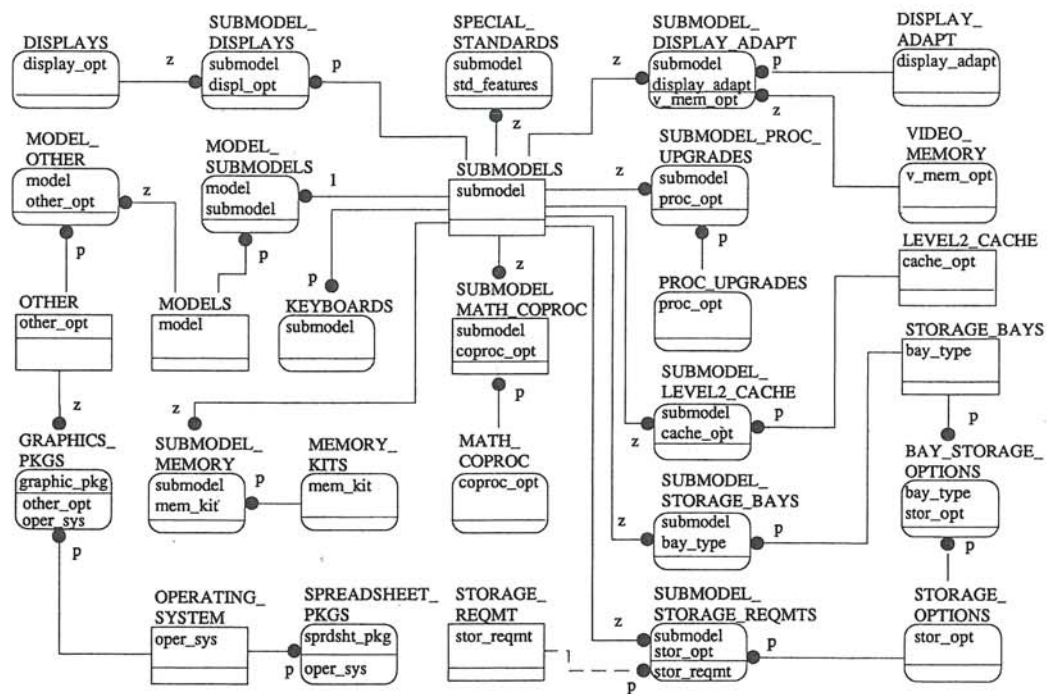 DISPLAYS
display_opt
z
SUBMODEL_
DISPLAYS
submodel
displ_opt
p
SPECIAL_
STANDARDS
submodel
std_features
z
SUBMODEL_
DISPLAY_ADAPT
submodel
display_adapt
v_mem_opt
z
p
z
DISPLAY_
ADAPT
display_adapt
MODEL_
OTHER
model
other_opt
z
p
MODEL_
SUBMODELS
model
submodel
1
p
SUBMODELS
submodel
SUBMODEL_PROC_
UPGRADES
submodel
proc_opt
z
p
VIDEO_
MEMORY
v_mem_opt
LEVEL2_CACHE
cache_opt
OTHER
other_opt
z
MODELS
model
p
KEYBOARDS
submodel
z
SUBMODEL
MATH_COPROC
submodel
coproc_opt
p
PROC_UPGRADES
proc_opt
STORAGE_BAYS
bay_type
p
SUBMODEL_
LEVEL2_CACHE
submodel
cache_opt
z
p
GRAPHICS_
PKGS
graphic_pkg
other_opt
oper_sys
p
z
SUBMODEL_
MEMORY
submodel
mem_kit
p
MEMORY_
KITS
mem_kit
MATH_
COPROC
coproc_opt
SUBMODEL_
STORAGE_BAYS
submodel
bay_type
z
p
BAY_STORAGE_
OPTIONS
bay_type
stor_opt
p
OPERATING_
SYSTEM
oper_sys
SPREADSHEET_
PKGS
sprdsht_pkg
oper_sys
p
STORAGE_
REQMT
stor_reqmt
SUBMODEL_
STORAGE_REQMTS
submodel
stor_opt
stor_reqmt
z
p
p
STORAGE_
OPTIONS
stor_opt